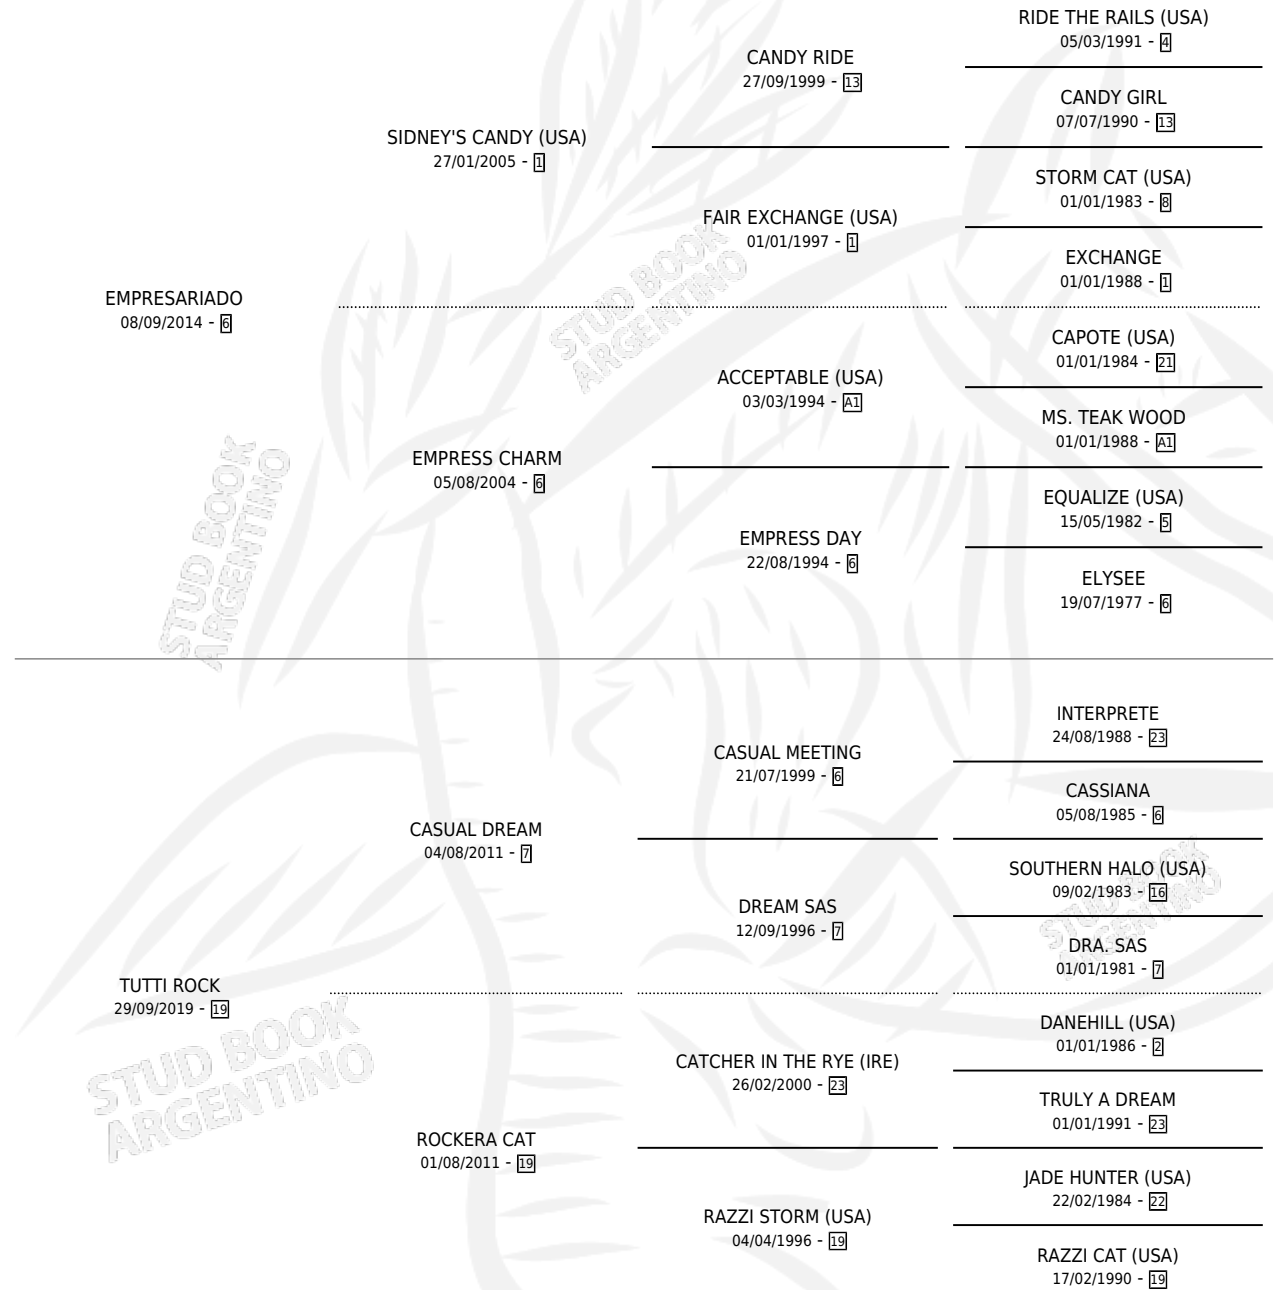 RIDE THE RAILS (USA)
05/03/1991 - 4
CANDY RIDE
27/09/1999 - 13
CANDY GIRL
07/07/1990 - 13
SIDNEY'S CANDY (USA)
27/01/2005 - 1
STORM CAT (USA)
01/01/1983 - 8
FAIR EXCHANGE (USA)
01/01/1997 - 1
EXCHANGE
01/01/1988 - 1
EMPRESARIADO
08/09/2014 - 6
STUD BOOK
ARGENTINO
CAPOTE (USA)
01/01/1984 - 21
ACCEPTABLE (USA)
03/03/1994 - A1
MS. TEAK WOOD
01/01/1988 - A1
EMPRESS CHARM
05/08/2004 - 6
EQUALIZE (USA)
15/05/1982 - 5
EMPRESS DAY
22/08/1994 - 6
ELYSEE
19/07/1977 - 6
STUD BOOK
ARGENTINO
INTERPRETE
24/08/1988 - 23
CASUAL MEETING
21/07/1999 - 6
CASSIANA
05/08/1985 - 6
CASUAL DREAM
04/08/2011 - 7
SOUTHERN HALO (USA)
09/02/1983 - 16
DREAM SAS
12/09/1996 - 7
DRA. SAS
01/01/1981 - 7
STUD BOOK
ARGENTINO
TUTTI ROCK
29/09/2019 - 19
STUD BOOK
ARGENTINO
DANEHILL (USA)
01/01/1986 - 2
CATCHER IN THE RYE (IRE)
26/02/2000 - 23
TRULY A DREAM
01/01/1991 - 23
ROCKERA CAT
01/08/2011 - 19
JADE HUNTER (USA)
22/02/1984 - 22
RAZZI STORM (USA)
04/04/1996 - 19
RAZZI CAT (USA)
17/02/1990 - 19